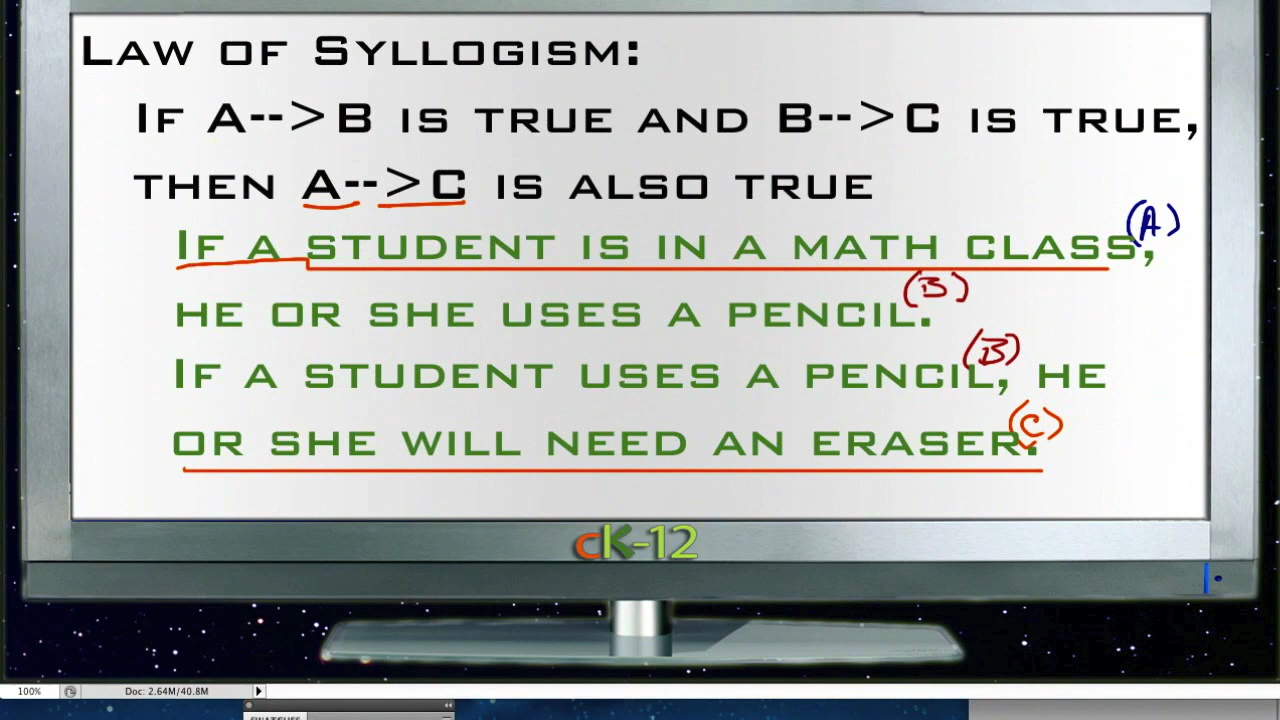 Law of Syllogism:
If A-->B is true and B-->C is true,
then A-->C is also true
If a student is in a math class, (A)
he or she uses a pencil. (B)
If a student uses a pencil, (B) he
or she will need an eraser. (C)
cK-12
100%
Doc: 2.64M/40.8M
SWATCHES